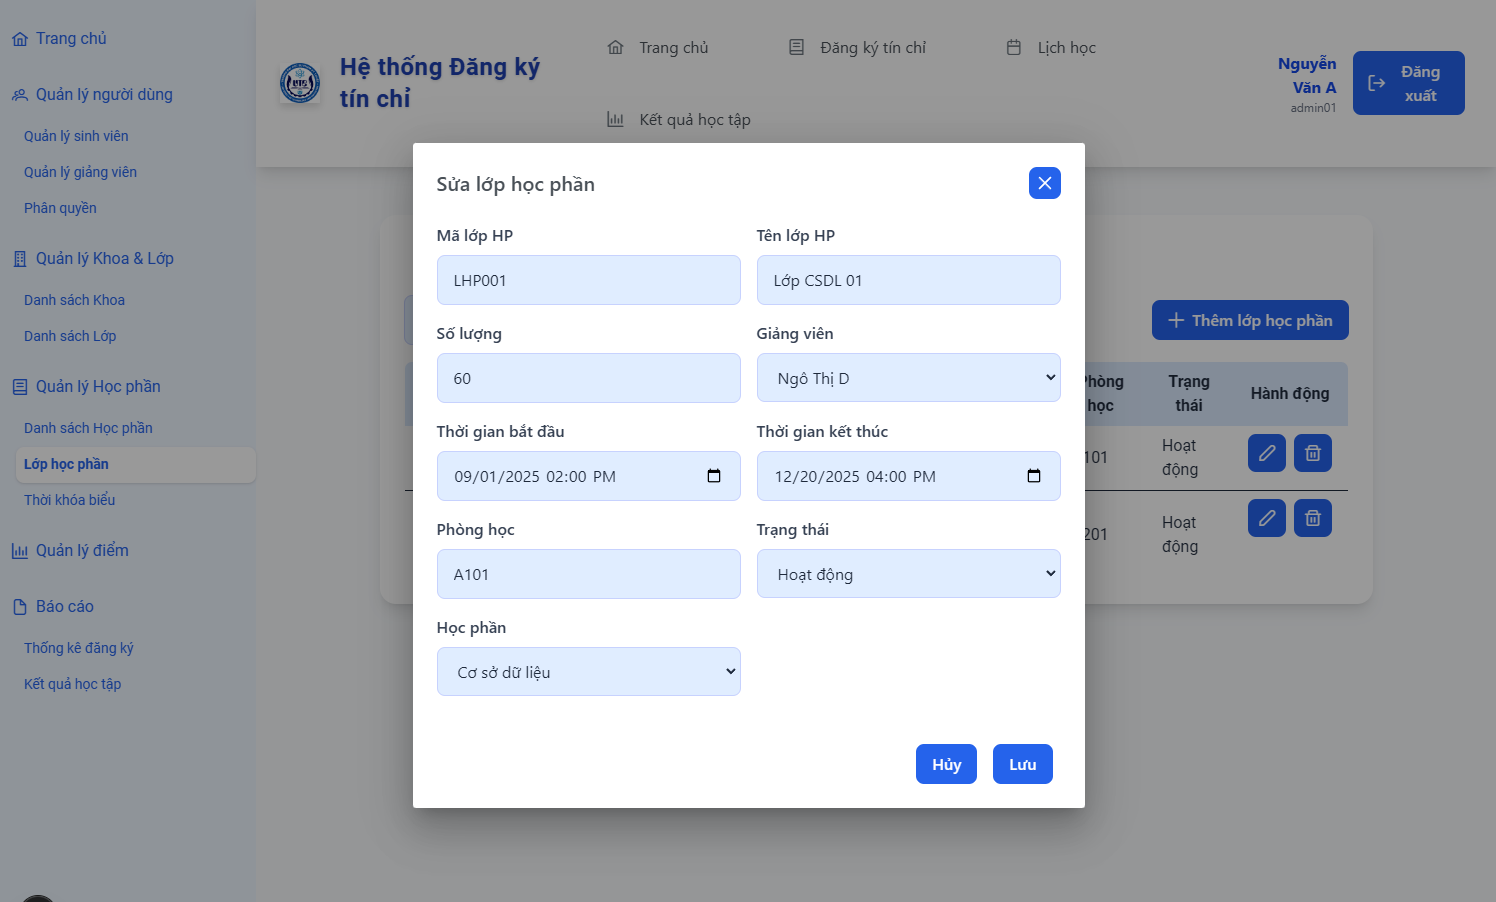 Trang chủ
Quản lý người dùng
Quản lý sinh viên
Quản lý giảng viên
Phân quyền
Quản lý Khoa & Lớp
Danh sách Khoa
Danh sách Lớp
Quản lý Học phần
Danh sách Học phần
Lớp học phần
Thời khóa biểu
Quản lý điểm
Báo cáo
Thống kê đăng ký
Kết quả học tập
Hệ thống Đăng ký
tín chỉ
Trang chủ
Đăng ký tín chỉ
Lịch học
Kết quả học tập
Nguyễn
Văn A
admin01
Đăng
xuất
Sửa lớp học phần
Mã lớp HP
Tên lớp HP
LHP001
Lớp CSDL 01
Số lượng
Giảng viên
60
Ngô Thị D
Thời gian bắt đầu
Thời gian kết thúc
09/01/2025 02:00 PM
12/20/2025 04:00 PM
Phòng học
Trạng thái
A101
Hoạt động
Học phần
Cơ sở dữ liệu
Hủy
Lưu
Thêm lớp học phần
Phòng
học
Trạng
thái
Hành động
101
Hoạt
động
201
Hoạt
động